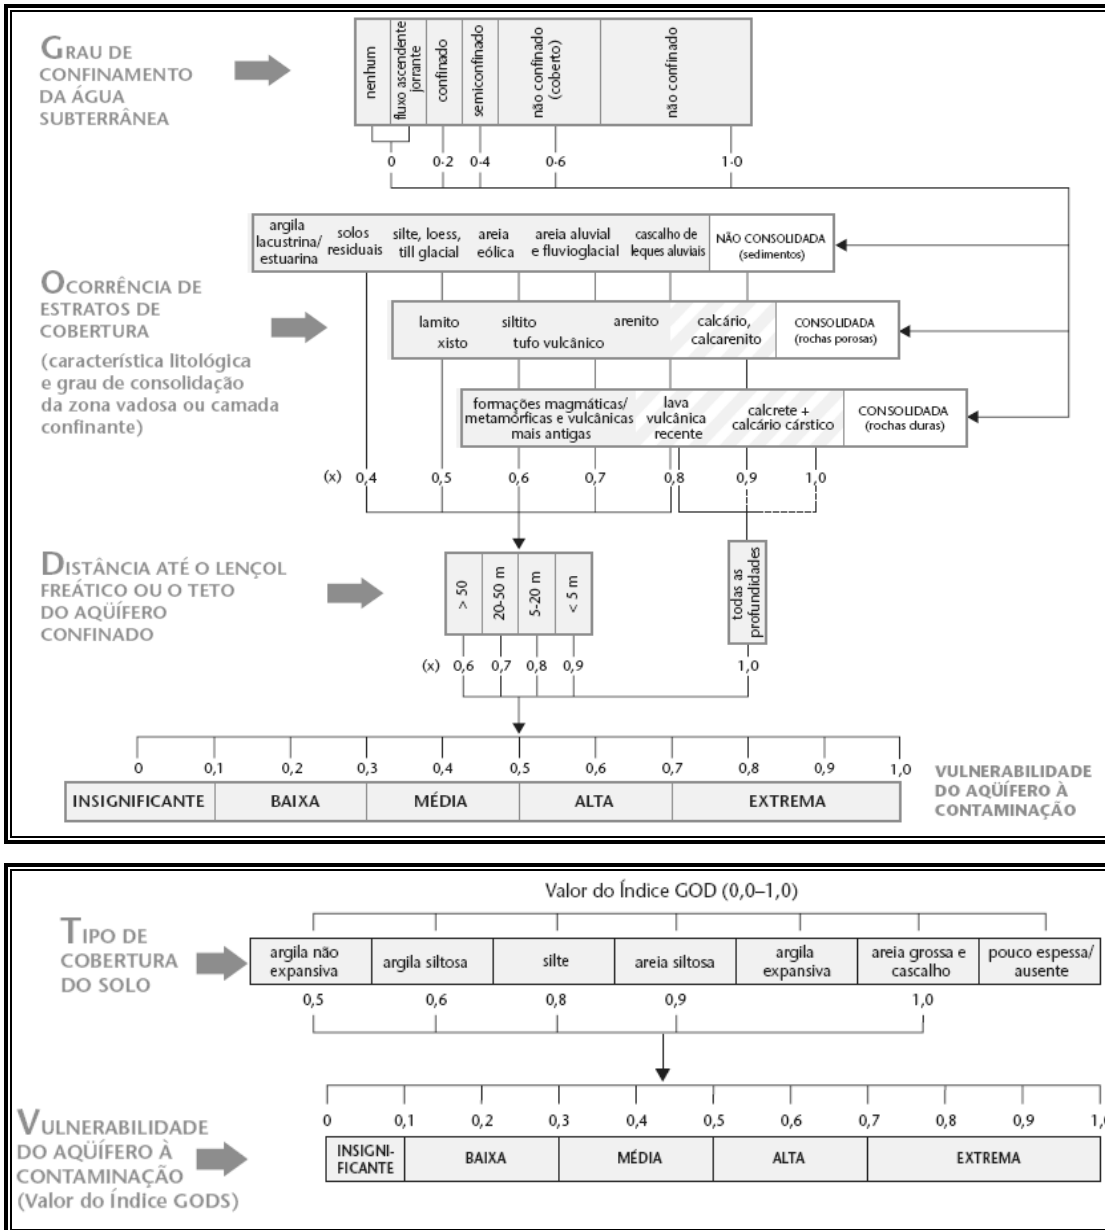 GRAU DE
CONFINAMENTO
DA ÁGUA
SUBTERRÂNEA
nenhum
fluxo ascendente
jorrante
confinado
semiconfinado
não confinado
(coberto)
não confinado
0 0·2 0·4 0·6 1·0
OCORRÊNCIA DE
ESTRATOS DE
COBERTURA
(característica litológica
e grau de consolidação
da zona vadosa ou camada
confinante)
argila
lacustrina/
estuarina
solos
residuais
silte, loess,
till glacial
areia
eólica
areia aluvial
e fluvioglacial
cascalho de
leques aluviais
NÃO CONSOLIDADA
(sedimentos)
lamito
xisto
siltito
tufo vulcânico
arenito
calcário,
calcarenito
CONSOLIDADA
(rochas porosas)
formações magmáticas/
metamórficas e vulcânicas
mais antigas
lava
vulcânica
recente
calcrete +
calcário cárstico
CONSOLIDADA
(rochas duras)
(x) 0,4 0,5 0,6 0,7 0,8 0,9 1,0
DISTÂNCIA ATÉ O LENÇOL
FREÁTICO OU O TETO
DO AQÜÍFERO
CONFINADO
> 50
20-50 m
5-20 m
< 5 m
todas as
profundidades
(x) 0,6 0,7 0,8 0,9 1,0
0 0,1 0,2 0,3 0,4 0,5 0,6 0,7 0,8 0,9 1,0
INSIGNIFICANTE BAIXA MÉDIA ALTA EXTREMA
VULNERABILIDADE
DO AQÜÍFERO À
CONTAMINAÇÃO
Valor do Índice GOD (0,0–1,0)
TIPO DE
COBERTURA
DO SOLO
argila não
expansiva
argila siltosa
silte
areia siltosa
argila
expansiva
areia grossa e
cascalho
pouco espessa/
ausente
0,5 0,6 0,8 0,9 1,0
0 0,1 0,2 0,3 0,4 0,5 0,6 0,7 0,8 0,9 1,0
VULNERABILIDADE
DO AQÜÍFERO À
CONTAMINAÇÃO
(Valor do Índice GODS)
INSIGNI-
FICANTE
BAIXA MÉDIA ALTA EXTREMA